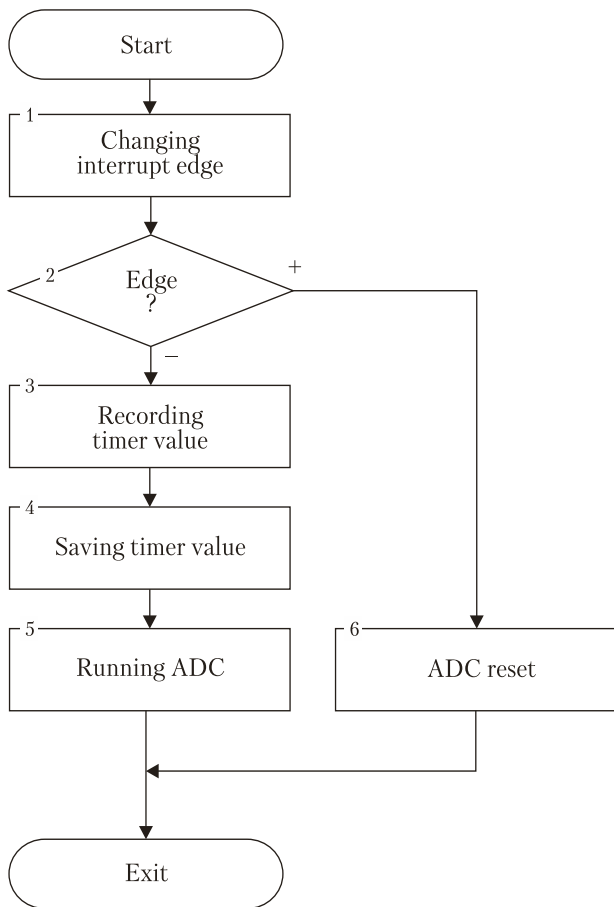 Start
1
Changing
interrupt edge
2
Edge
?
+
−
3
Recording
timer value
4
Saving timer value
5
Running ADC
6
ADC reset
Exit